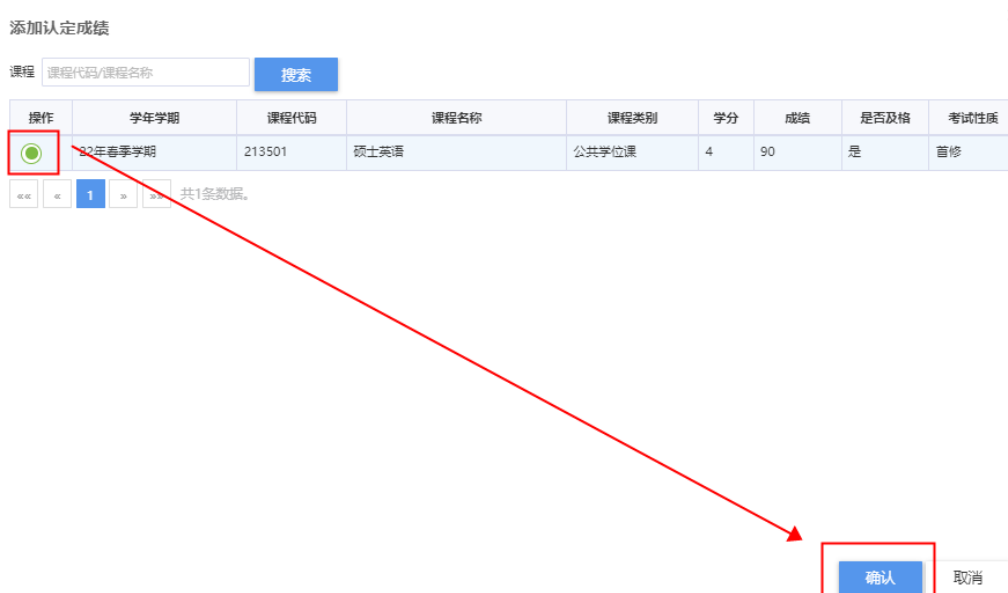 添加认定成绩
课程 课程代码/课程名称 搜索
操作 学年学期 课程代码 课程名称 课程类别 学分 成绩 是否及格 考试性质
22年春季学期 213501 硕士英语 公共学位课 4 90 是 首修
«« « 1 » »» 共1条数据。
确认 取消